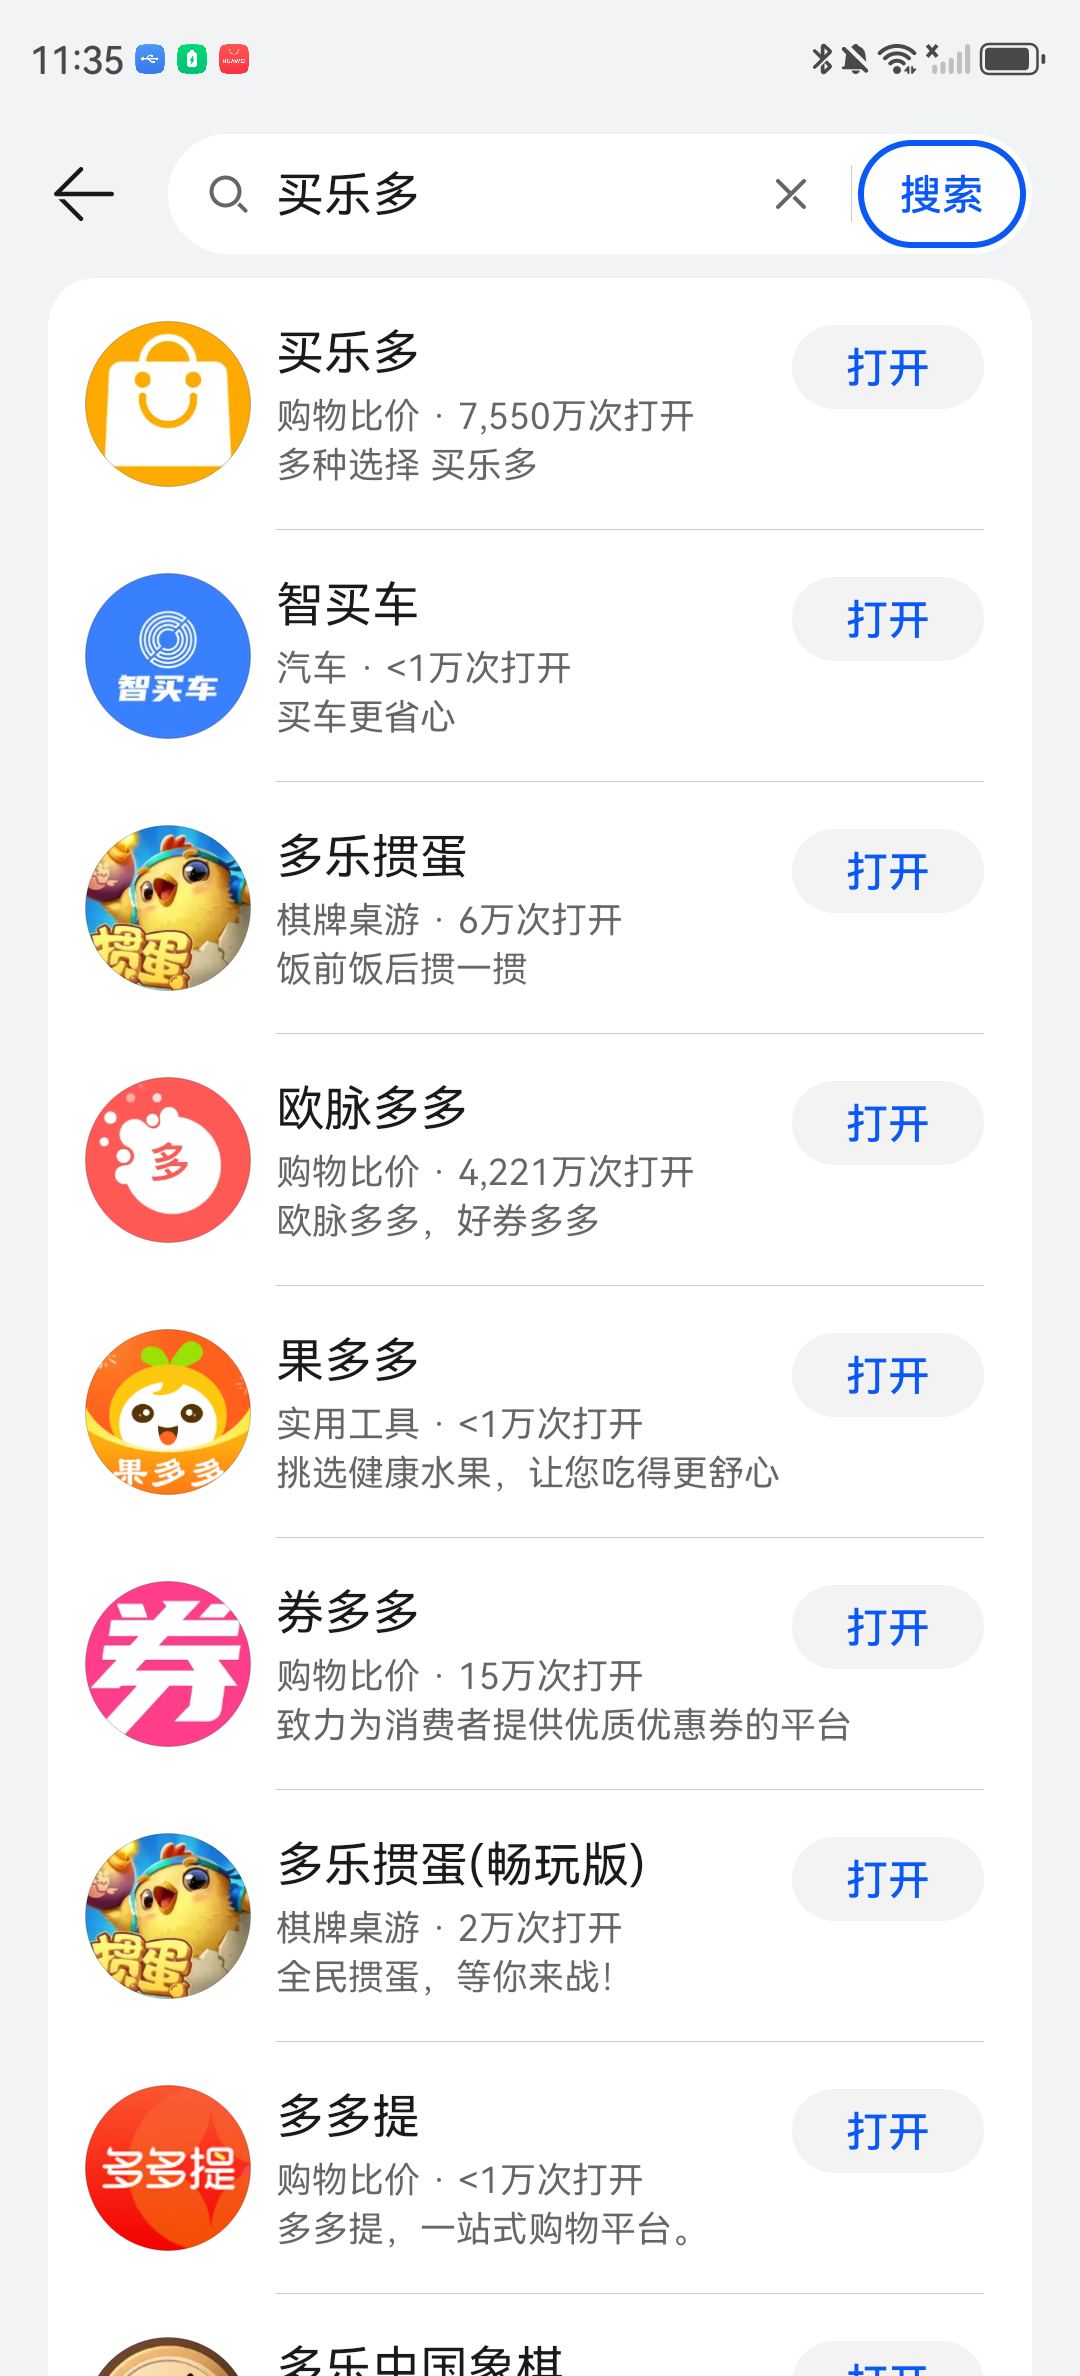 11:35
HUAWEI
买乐多
搜索
买乐多
打开
购物比价 · 7,550万次打开
多种选择 买乐多
智买车
智买车
打开
汽车 · <1万次打开
买车更省心
掼蛋
多乐掼蛋
打开
棋牌桌游 · 6万次打开
饭前饭后掼一掼
多
欧脉多多
打开
购物比价 · 4,221万次打开
欧脉多多，好券多多
果多多
果多多
打开
实用工具 · <1万次打开
挑选健康水果，让您吃得更舒心
券
券多多
打开
购物比价 · 15万次打开
致力为消费者提供优质优惠券的平台
掼蛋
多乐掼蛋(畅玩版)
打开
棋牌桌游 · 2万次打开
全民掼蛋，等你来战！
多多提
多多提
打开
购物比价 · <1万次打开
多多提，一站式购物平台。
多乐中国象棋
打开